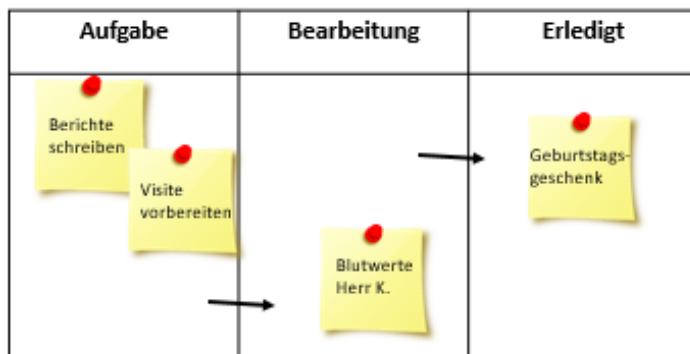 Aufgabe
Bearbeitung
Erledigt
Berichte
schreiben
Visite
vorbereiten
Blutwerte
Herr K.
Geburtstags-
geschenk